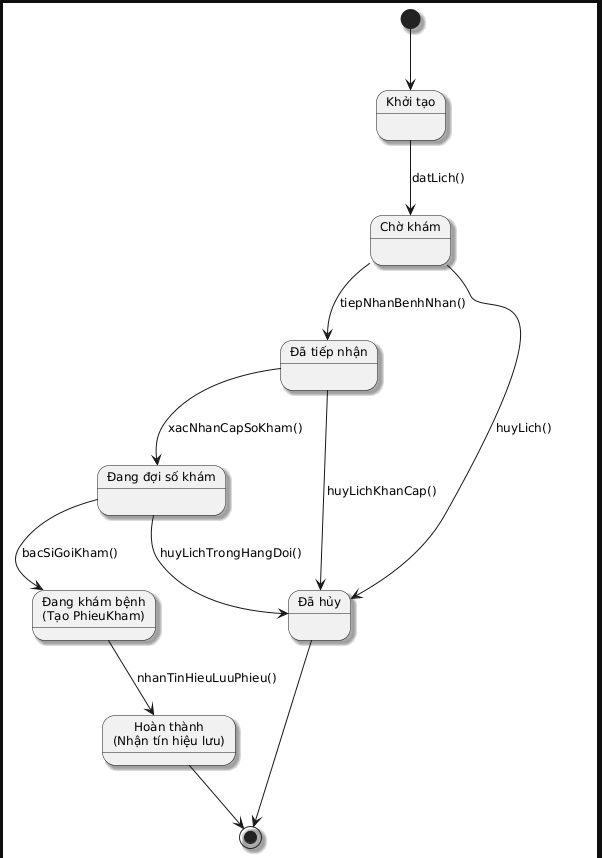 Khởi tạo
datLich()
Chờ khám
tiepNhanBenhNhan()
Đã tiếp nhận
xacNhanCapSoKham()
huyLich()
Đang đợi số khám
huyLichKhanCap()
bacSiGoiKham()
huyLichTrongHangDoi()
Đang khám bệnh
(Tạo PhieuKham)
Đã hủy
nhanTinHieuLuuPhieu()
Hoàn thành
(Nhận tín hiệu lưu)